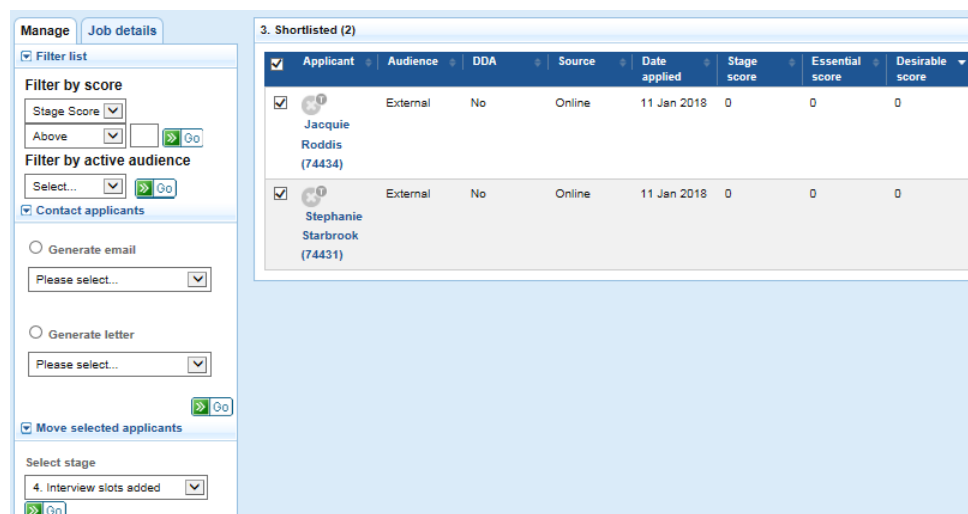 Manage Job details
Filter list
Filter by score
Stage Score
Above Go
Filter by active audience
Select... Go
Contact applicants
Generate email
Please select...
Generate letter
Please select...
Go
Move selected applicants
Select stage
4. Interview slots added
Go
3. Shortlisted (2)
Applicant Audience DDA Source Date applied Stage score Essential score Desirable score
T
Jacquie Roddis (74434) External No Online 11 Jan 2018 0 0 0
T
Stephanie Starbrook (74431) External No Online 11 Jan 2018 0 0 0